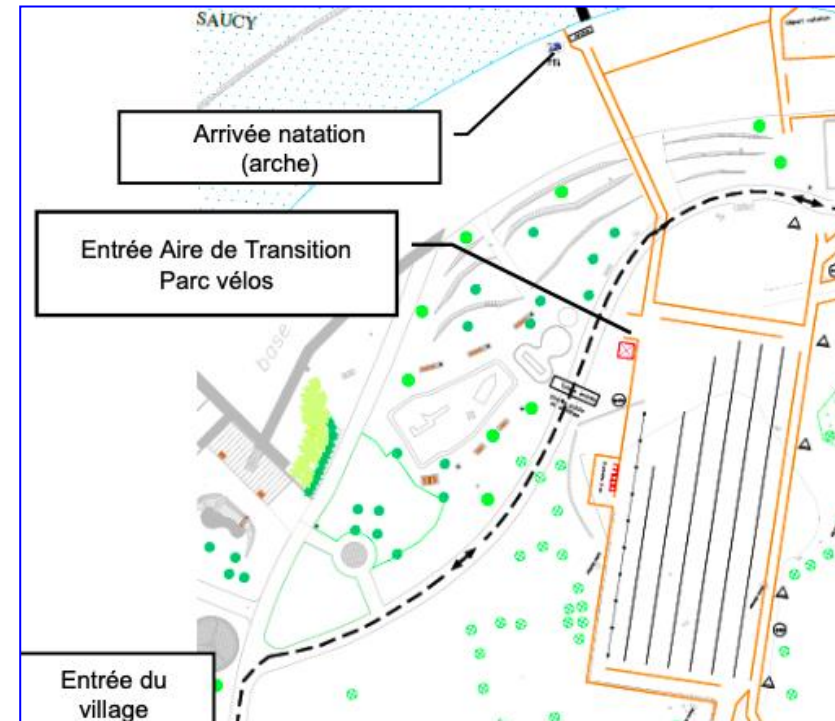 SAUCY
Arrivée natation
(arche)
Entrée Aire de Transition
Parc vélos
base
Entrée du
village